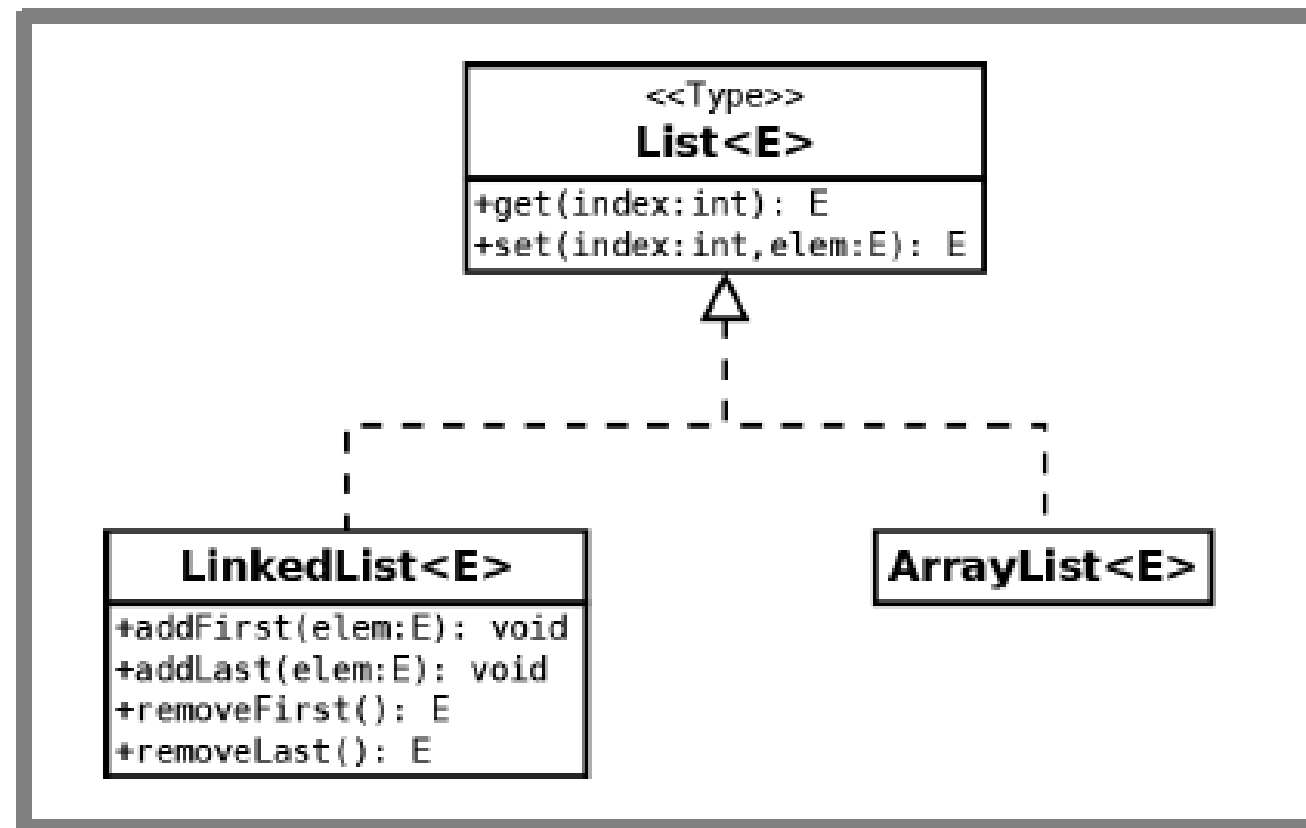 <<Type>>
List<E>
+get(index:int): E
+set(index:int,elem:E): E
LinkedList<E>
+addFirst(elem:E): void
+addLast(elem:E): void
+removeFirst(): E
+removeLast(): E
ArrayList<E>